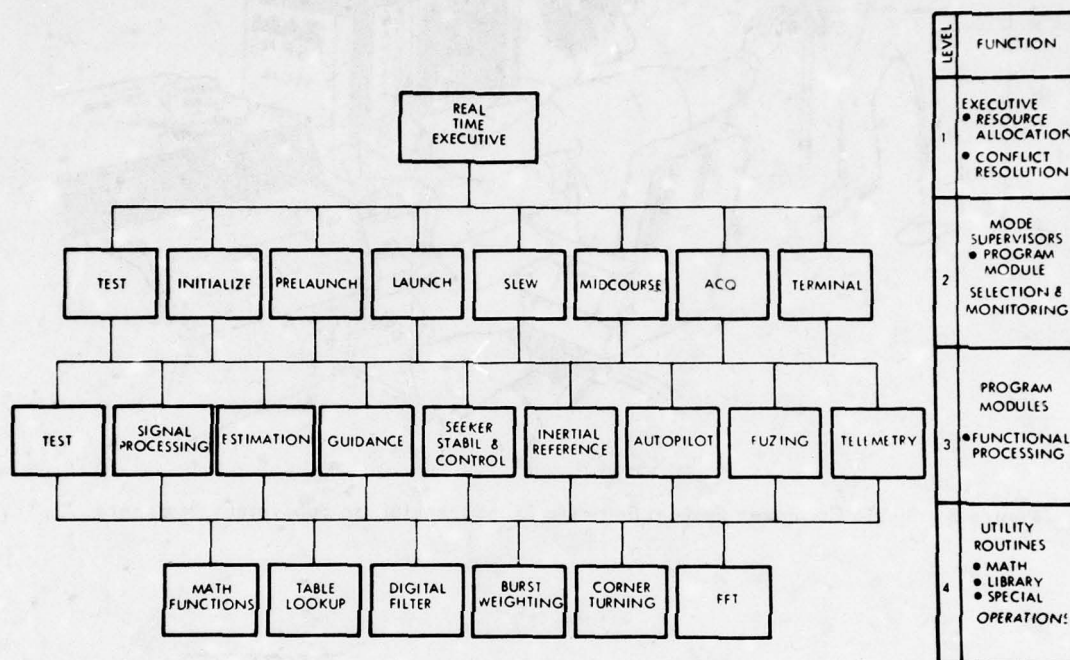 LEVEL
FUNCTION
REAL
TIME
EXECUTIVE
1
EXECUTIVE
• RESOURCE
ALLOCATION
• CONFLICT
RESOLUTION
TEST
INITIALIZE
PRELAUNCH
LAUNCH
SLEW
MIDCOURSE
ACQ
TERMINAL
2
MODE
SUPERVISORS
• PROGRAM
MODULE
SELECTION &
MONITORING
TEST
SIGNAL
PROCESSING
ESTIMATION
GUIDANCE
SEEKER
STABIL &
CONTROL
INERTIAL
REFERENCE
AUTOPILOT
FUZING
TELEMETRY
3
PROGRAM
MODULES
• FUNCTIONAL
PROCESSING
MATH
FUNCTIONS
TABLE
LOOKUP
DIGITAL
FILTER
BURST
WEIGHTING
CORNER
TURNING
FFT
4
UTILITY
ROUTINES
• MATH
• LIBRARY
• SPECIAL
OPERATIONS